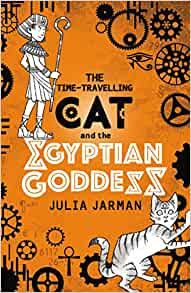 THE
TIME-TRAVELLING
CAT
and the
EGYPTIAN
GODDESS
JULIA JARMAN